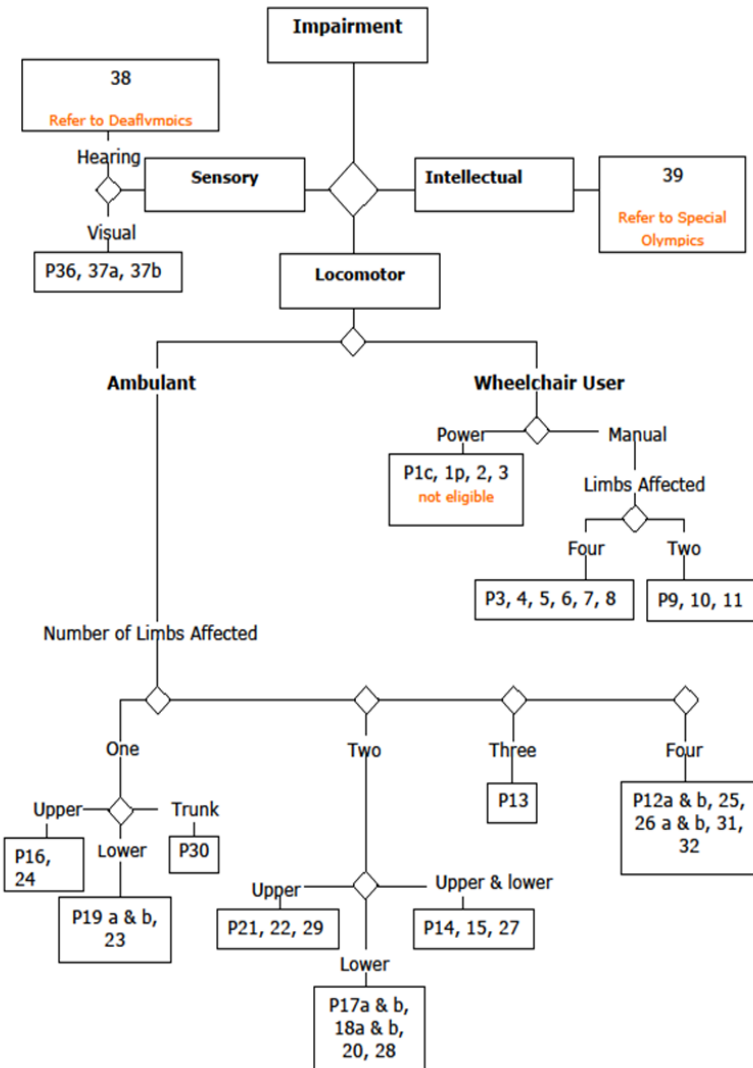 Impairment
38
Refer to Deaflympics
Hearing
Sensory
Intellectual
39
Refer to Special
Olympics
Visual
P36, 37a, 37b
Locomotor
Ambulant
Wheelchair User
Power
Manual
P1c, 1p, 2, 3
not eligible
Limbs Affected
Four
Two
P3, 4, 5, 6, 7, 8
P9, 10, 11
Number of Limbs Affected
One
Two
Three
Four
P13
P12a & b, 25,
26 a & b, 31,
32
Upper
Trunk
Lower
P16,
24
P30
P19 a & b,
23
Upper
Upper & lower
P21, 22, 29
P14, 15, 27
Lower
P17a & b,
18a & b,
20, 28